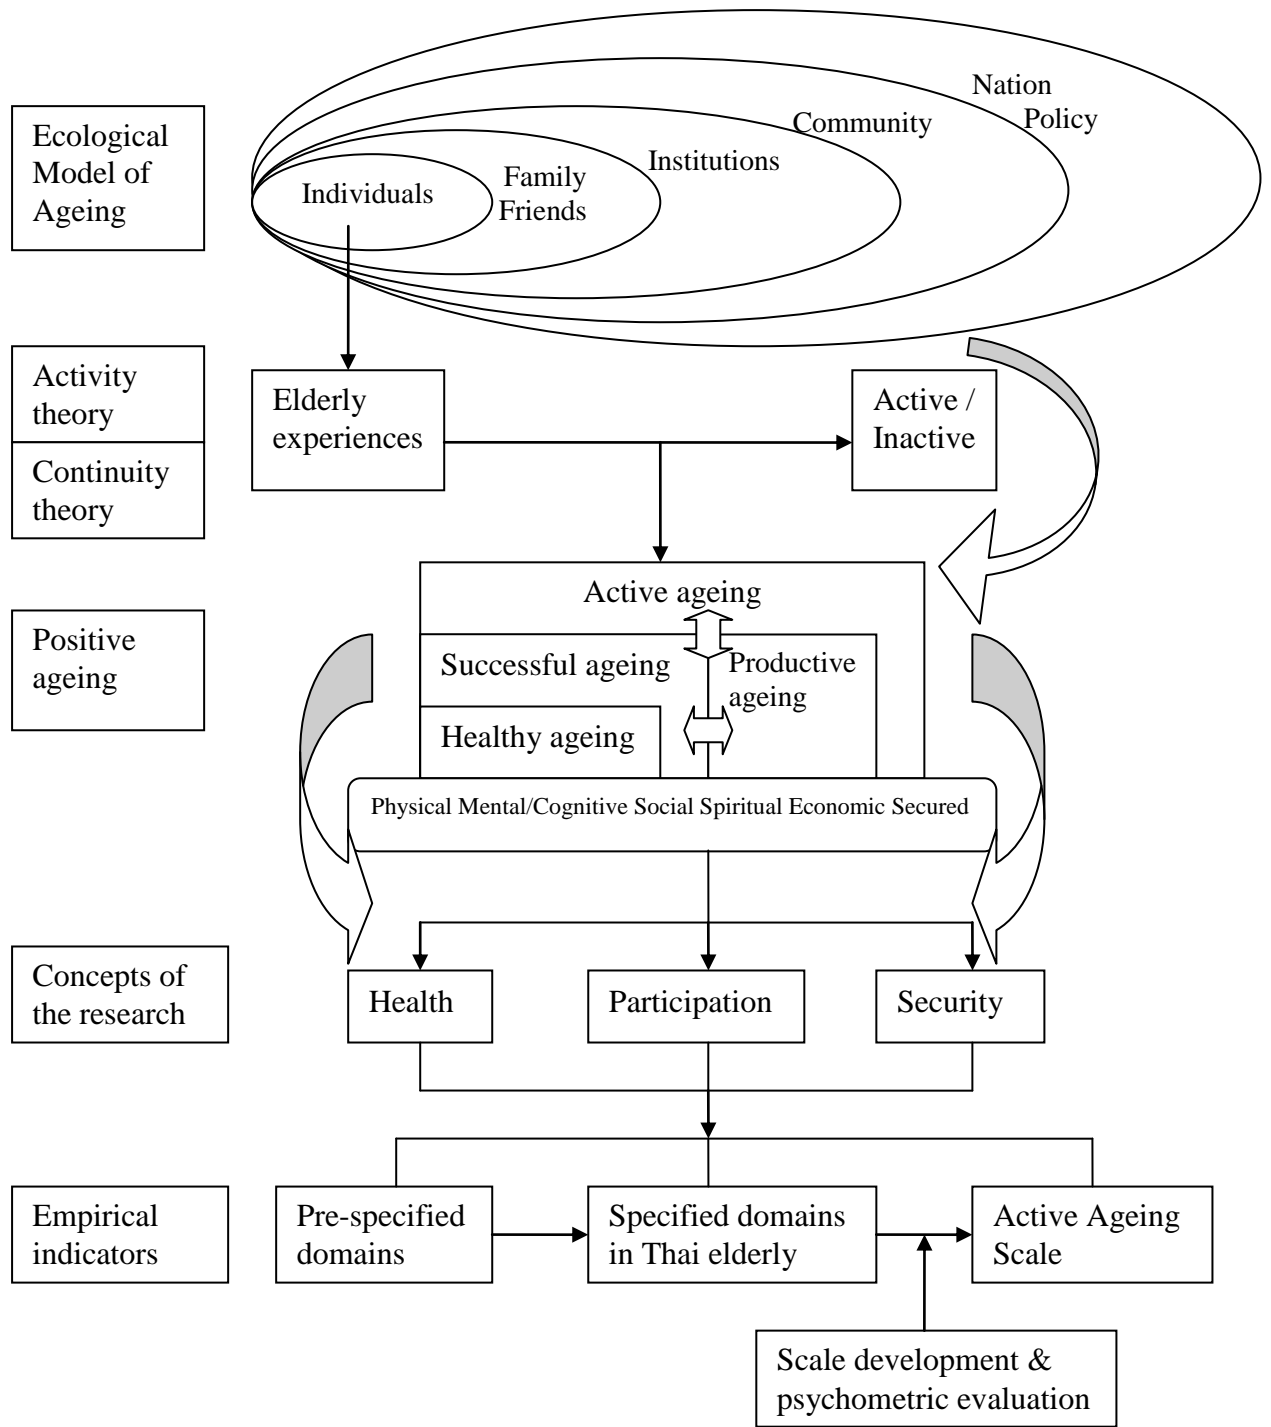 Ecological
Model of
Ageing
Individuals
Family
Friends
Institutions
Community
Nation
Policy
Activity
theory
Continuity
theory
Elderly
experiences
Active /
Inactive
Positive
ageing
Active ageing
Successful ageing
Productive
ageing
Healthy ageing
Physical Mental/Cognitive Social Spiritual Economic Secured
Concepts of
the research
Health
Participation
Security
Empirical
indicators
Pre-specified
domains
Specified domains
in Thai elderly
Active Ageing
Scale
Scale development &
psychometric evaluation